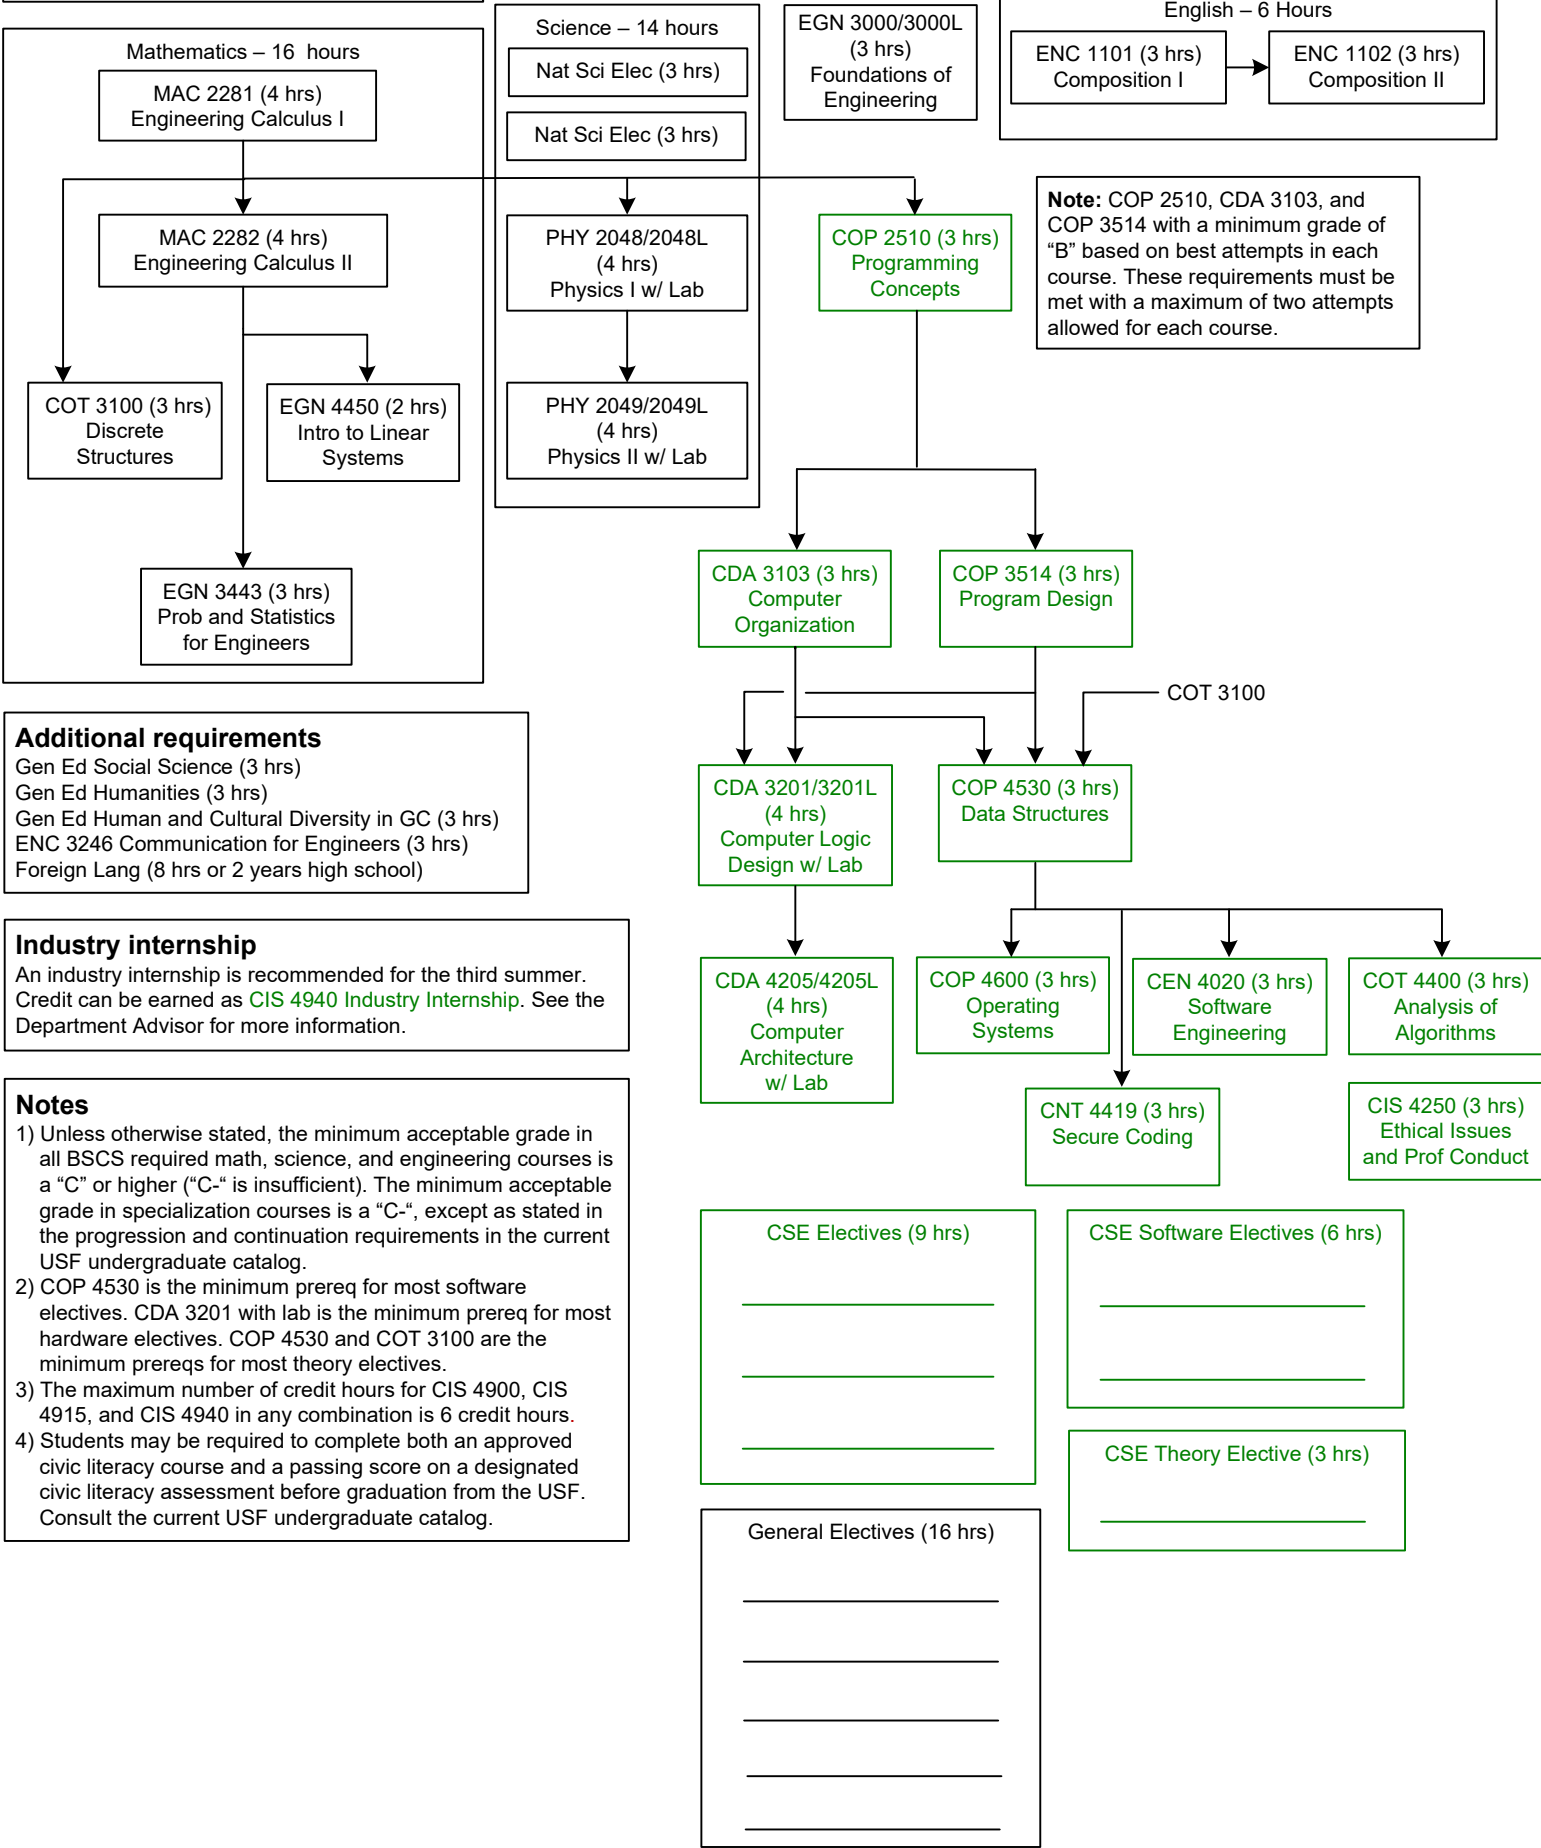 Mathematics – 16  hours
MAC 2281 (4 hrs)
Engineering Calculus I
MAC 2282 (4 hrs)
Engineering Calculus II
COT 3100 (3 hrs)
Discrete
Structures
EGN 4450 (2 hrs)
Intro to Linear
Systems
EGN 3443 (3 hrs)
Prob and Statistics
for Engineers
Science – 14 hours
Nat Sci Elec (3 hrs)
Nat Sci Elec (3 hrs)
PHY 2048/2048L
(4 hrs)
Physics I w/ Lab
PHY 2049/2049L
(4 hrs)
Physics II w/ Lab
EGN 3000/3000L
(3 hrs)
Foundations of
Engineering
English – 6 Hours
ENC 1101 (3 hrs)
Composition I
ENC 1102 (3 hrs)
Composition II
COP 2510 (3 hrs)
Programming
Concepts
Note: COP 2510, CDA 3103, and
COP 3514 with a minimum grade of
“B” based on best attempts in each
course. These requirements must be
met with a maximum of two attempts
allowed for each course.
CDA 3103 (3 hrs)
Computer
Organization
COP 3514 (3 hrs)
Program Design
COT 3100
CDA 3201/3201L
(4 hrs)
Computer Logic
Design w/ Lab
COP 4530 (3 hrs)
Data Structures
CDA 4205/4205L
(4 hrs)
Computer
Architecture
w/ Lab
COP 4600 (3 hrs)
Operating
Systems
CEN 4020 (3 hrs)
Software
Engineering
COT 4400 (3 hrs)
Analysis of
Algorithms
CNT 4419 (3 hrs)
Secure Coding
CIS 4250 (3 hrs)
Ethical Issues
and Prof Conduct
Additional requirements
Gen Ed Social Science (3 hrs)
Gen Ed Humanities (3 hrs)
Gen Ed Human and Cultural Diversity in GC (3 hrs)
ENC 3246 Communication for Engineers (3 hrs)
Foreign Lang (8 hrs or 2 years high school)
Industry internship
An industry internship is recommended for the third summer.
Credit can be earned as CIS 4940 Industry Internship. See the
Department Advisor for more information.
Notes
1) Unless otherwise stated, the minimum acceptable grade in
all BSCS required math, science, and engineering courses is
a “C” or higher (“C-“ is insufficient). The minimum acceptable
grade in specialization courses is a “C-“, except as stated in
the progression and continuation requirements in the current
USF undergraduate catalog.
2) COP 4530 is the minimum prereq for most software
electives. CDA 3201 with lab is the minimum prereq for most
hardware electives. COP 4530 and COT 3100 are the
minimum prereqs for most theory electives.
3) The maximum number of credit hours for CIS 4900, CIS
4915, and CIS 4940 in any combination is 6 credit hours.
4) Students may be required to complete both an approved
civic literacy course and a passing score on a designated
civic literacy assessment before graduation from the USF.
Consult the current USF undergraduate catalog.
CSE Electives (9 hrs)
CSE Software Electives (6 hrs)
CSE Theory Elective (3 hrs)
General Electives (16 hrs)